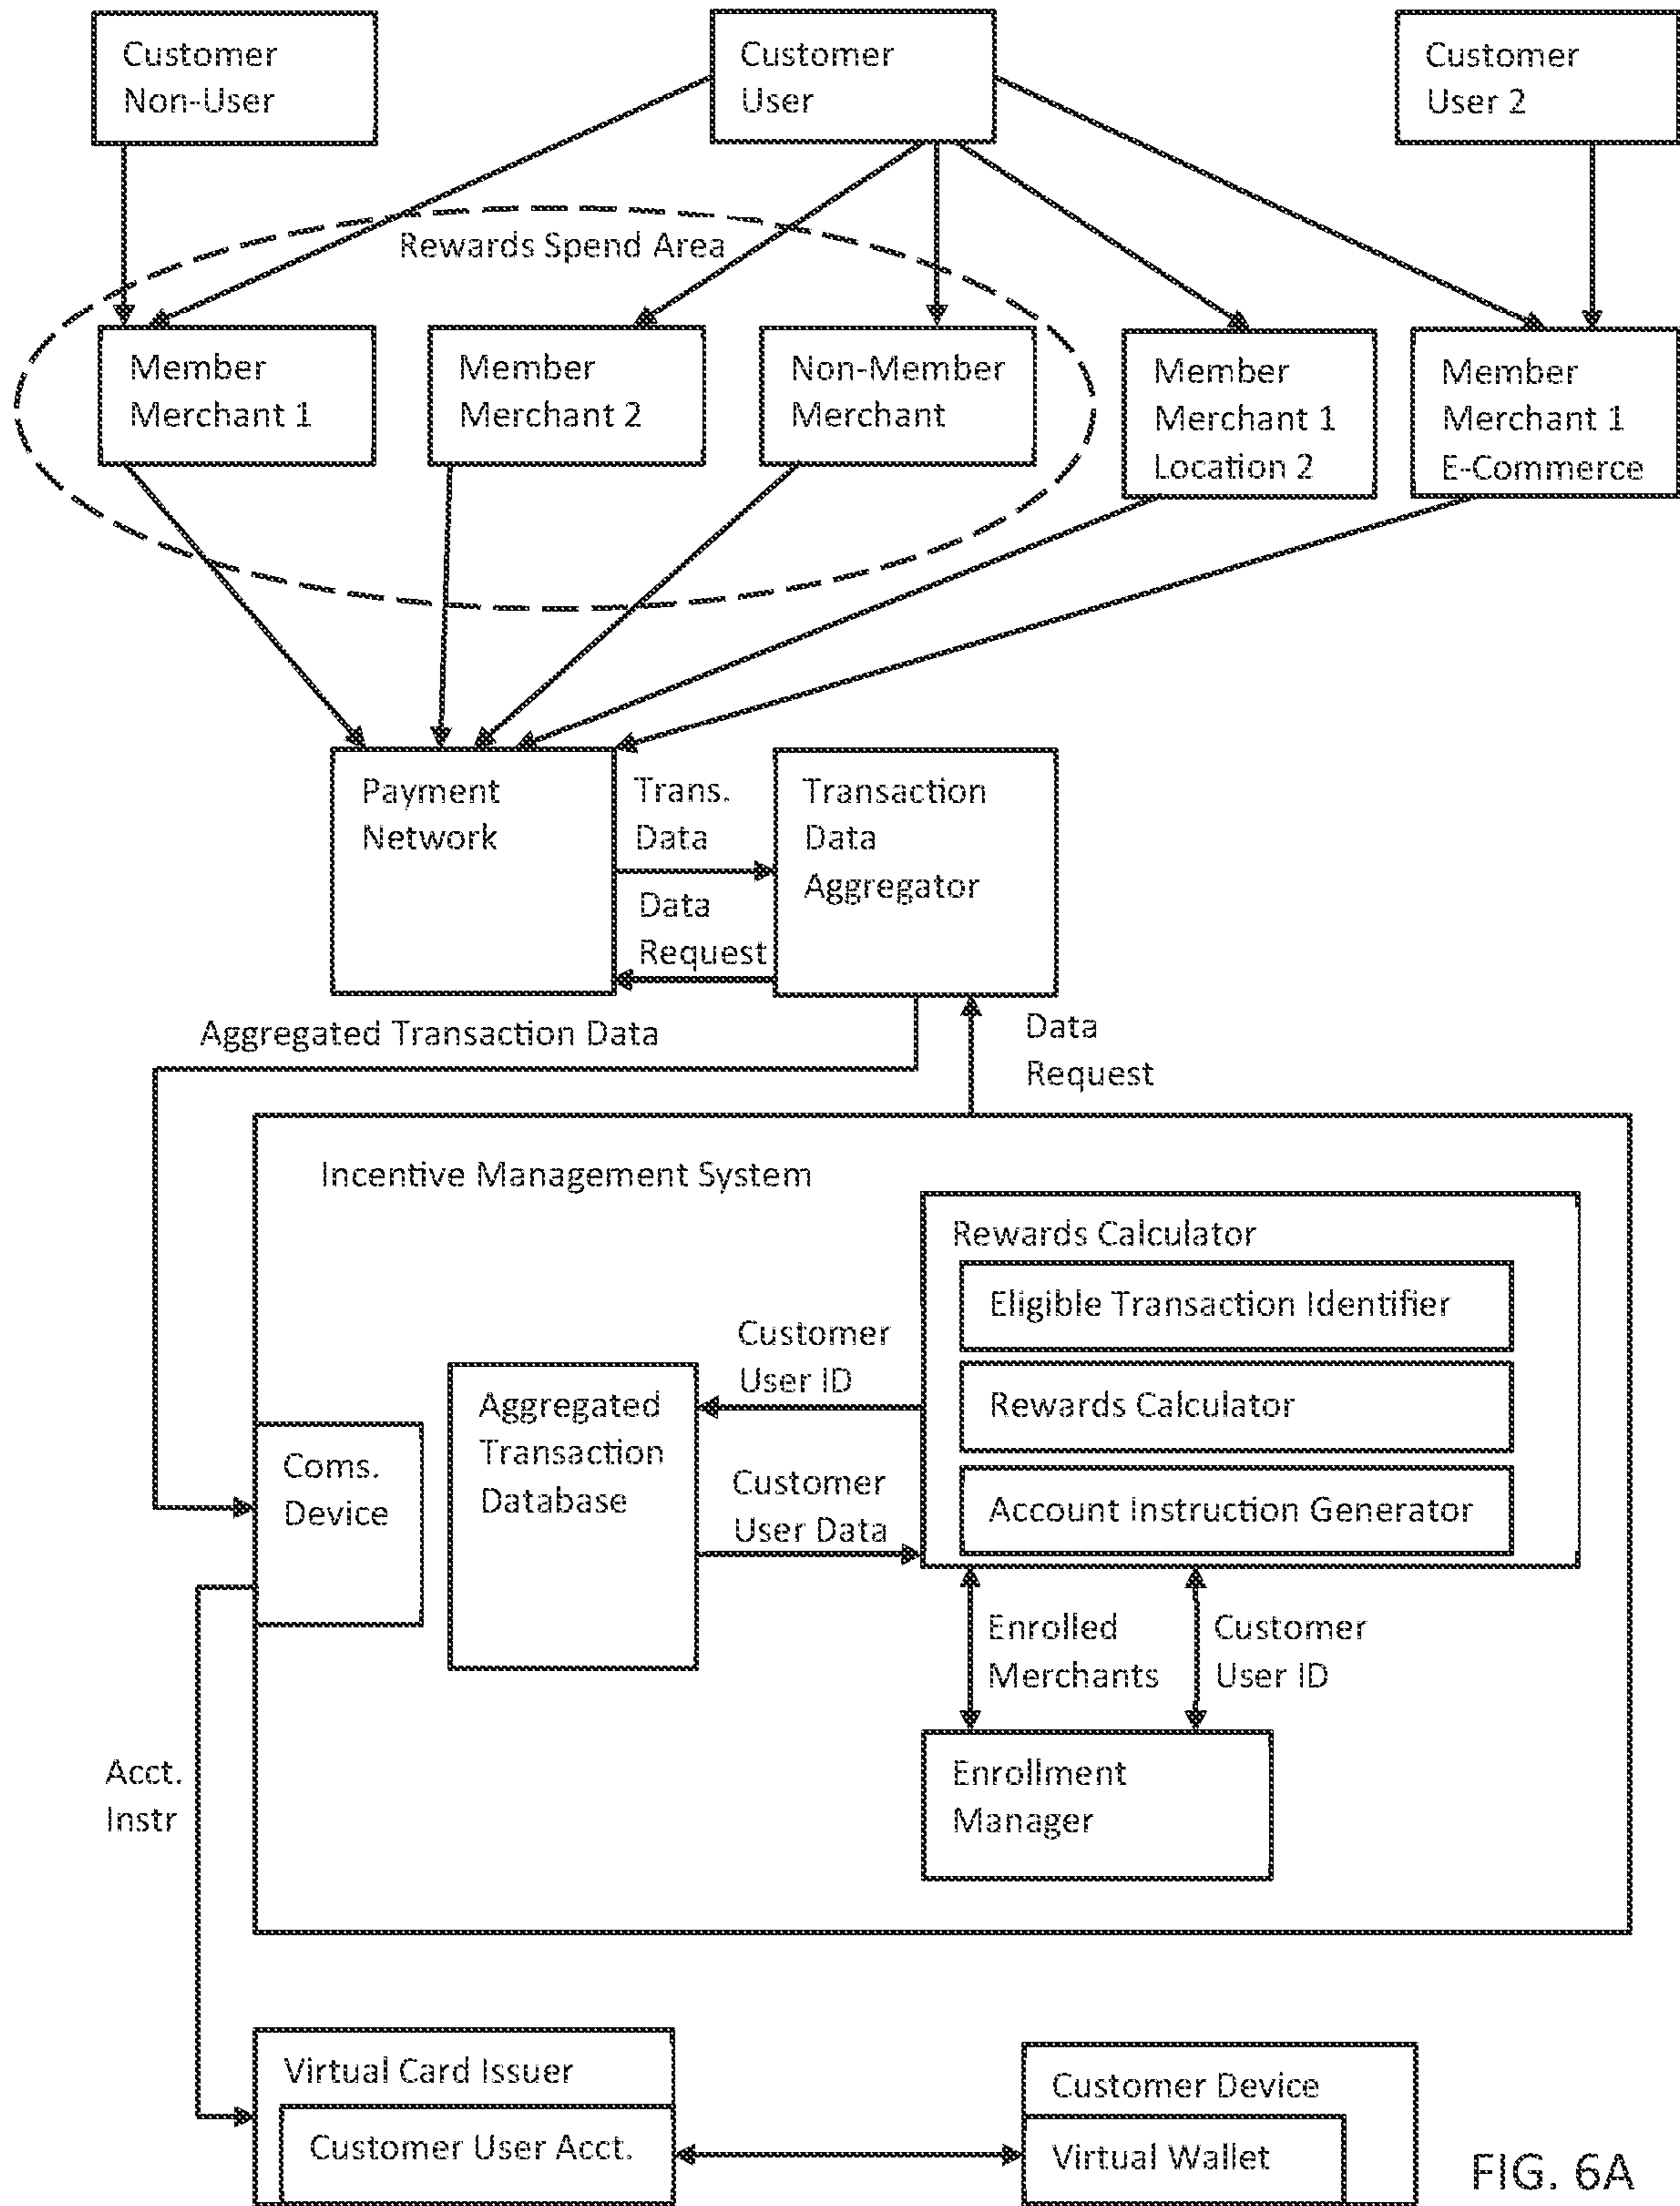 Customer
Non-User
Customer
User
Customer
User 2
Rewards Spend Area
Member
Merchant 1
Member
Merchant 2
Non-Member
Merchant
Member
Merchant 1
Location 2
Member
Merchant 1
E-Commerce
Payment
Network
Trans.
Data
Data
Request
Transaction
Data
Aggregator
Aggregated Transaction Data
Data
Request
Incentive Management System
Rewards Calculator
Eligible Transaction Identifier
Rewards Calculator
Account Instruction Generator
Customer
User ID
Aggregated
Transaction
Database
Customer
User Data
Coms.
Device
Enrolled
Merchants
Customer
User ID
Enrollment
Manager
Acct.
Instr
Virtual Card Issuer
Customer User Acct.
Customer Device
Virtual Wallet
FIG. 6A